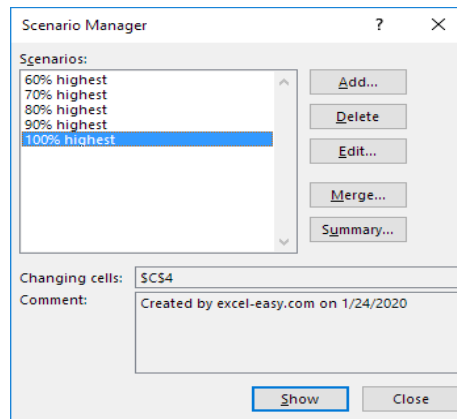 Scenario Manager ?
Scenarios:
60% highest
70% highest
80% highest
90% highest
100% highest
Add...
Delete
Edit...
Merge...
Summary...
Changing cells: $C$4
Comment: Created by excel-easy.com on 1/24/2020
Show Close